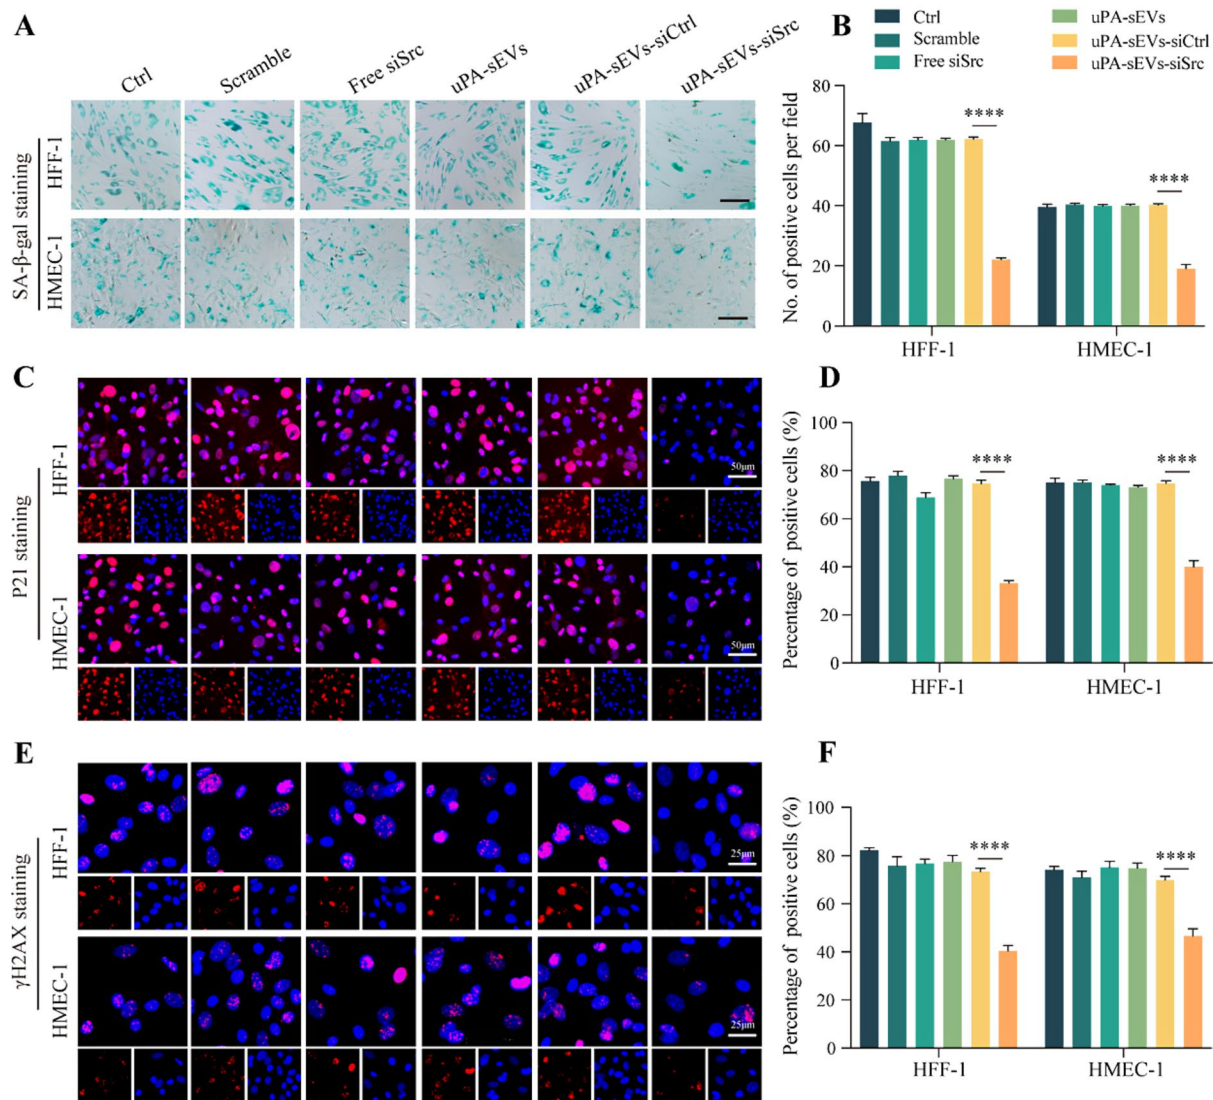 A
Ctrl
Scramble
Free siSrc
uPA-sEVs
uPA-sEVs-siCtrl
uPA-sEVs-siSrc
SA-β-gal staining
HFF-1
HMEC-1
B
Ctrl
Scramble
Free siSrc
uPA-sEVs
uPA-sEVs-siCtrl
uPA-sEVs-siSrc
No. of positive cells per field
80
60
40
20
0
****
****
HFF-1
HMEC-1
C
P21 staining
HFF-1
50μm
HMEC-1
50μm
D
Percentage of positive cells (%)
100
80
60
40
20
0
****
****
HFF-1
HMEC-1
E
γH2AX staining
HFF-1
25μm
HMEC-1
25μm
F
Percentage of positive cells (%)
100
80
60
40
20
0
****
****
HFF-1
HMEC-1